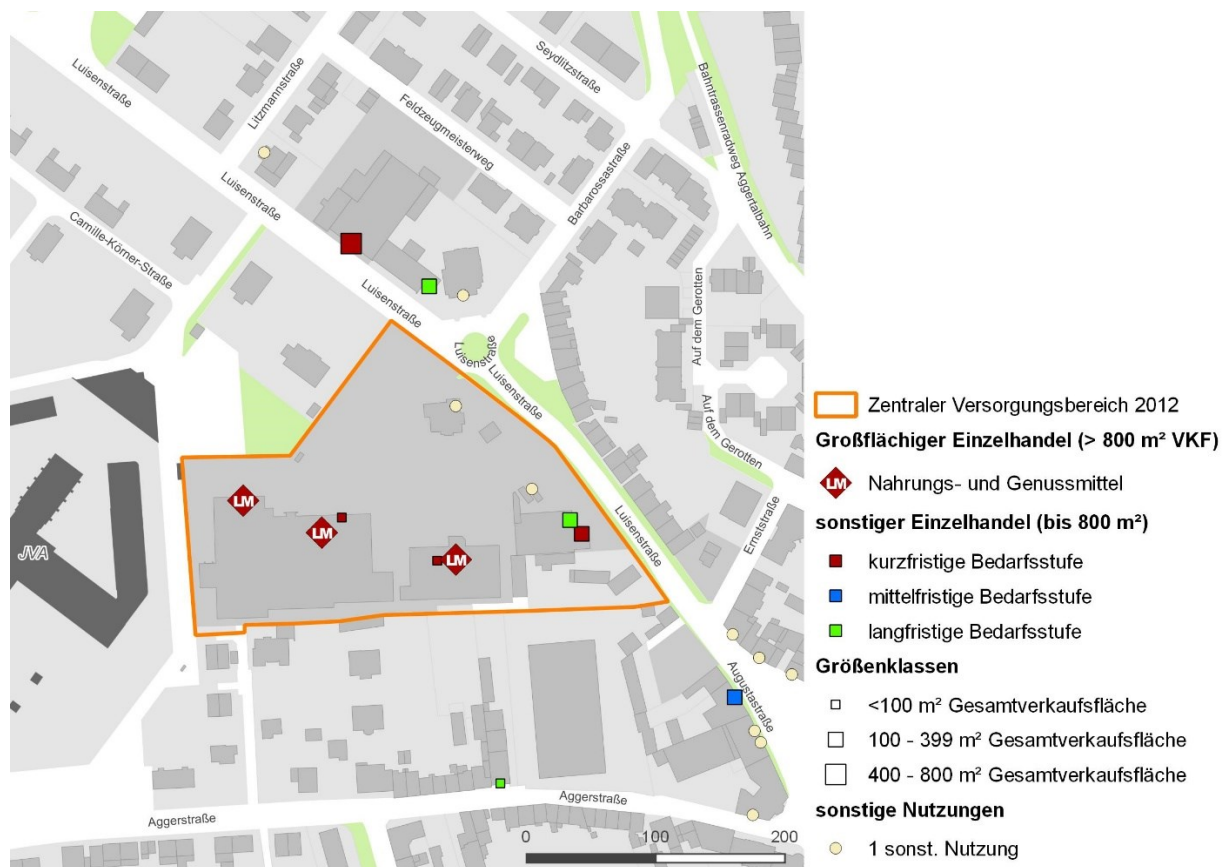 Seydlitzstraße
Luisenstraße
Litzmannstraße
Feldzeugmeisterweg
Bahntrassenradweg Aggertalbahn
Barbarossastraße
Luisenstraße
Camille-Körner-Straße
Luisenstraße
Luisenstraße
Luisenstraße
Auf dem Gerotten
Auf dem Gerotten
Luisenstraße
Ernststraße
LM
LM
LM
JVA
Augustastraße
Aggerstraße
Aggerstraße
0 100 200
Zentraler Versorgungsbereich 2012
Großflächiger Einzelhandel (> 800 m² VKF)
LM Nahrungs- und Genussmittel
sonstiger Einzelhandel (bis 800 m²)
kurzfristige Bedarfsstufe
mittelfristige Bedarfsstufe
langfristige Bedarfsstufe
Größenklassen
<100 m² Gesamtverkaufsfläche
100 - 399 m² Gesamtverkaufsfläche
400 - 800 m² Gesamtverkaufsfläche
sonstige Nutzungen
1 sonst. Nutzung